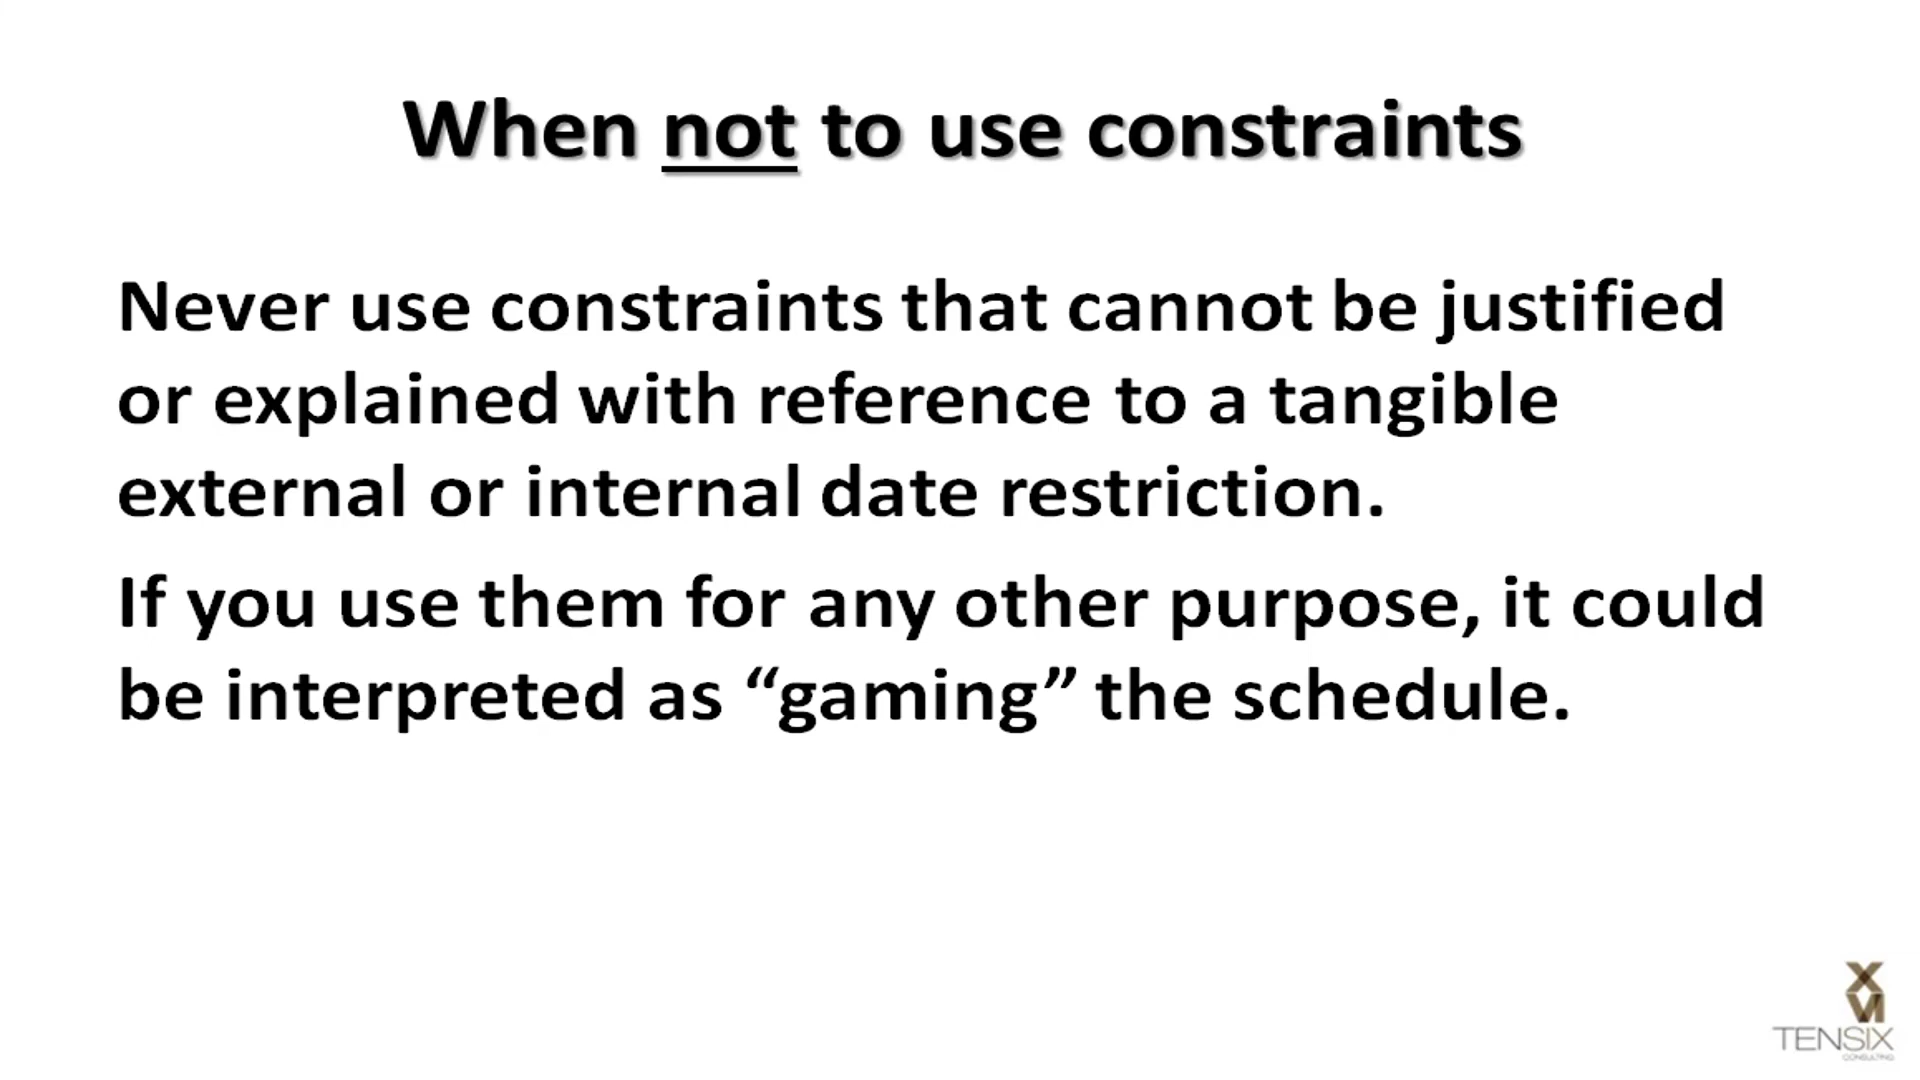 When not to use constraints
Never use constraints that cannot be justified
or explained with reference to a tangible
external or internal date restriction.
If you use them for any other purpose, it could
be interpreted as “gaming” the schedule.
XVI
TENSIX
CONSULTING